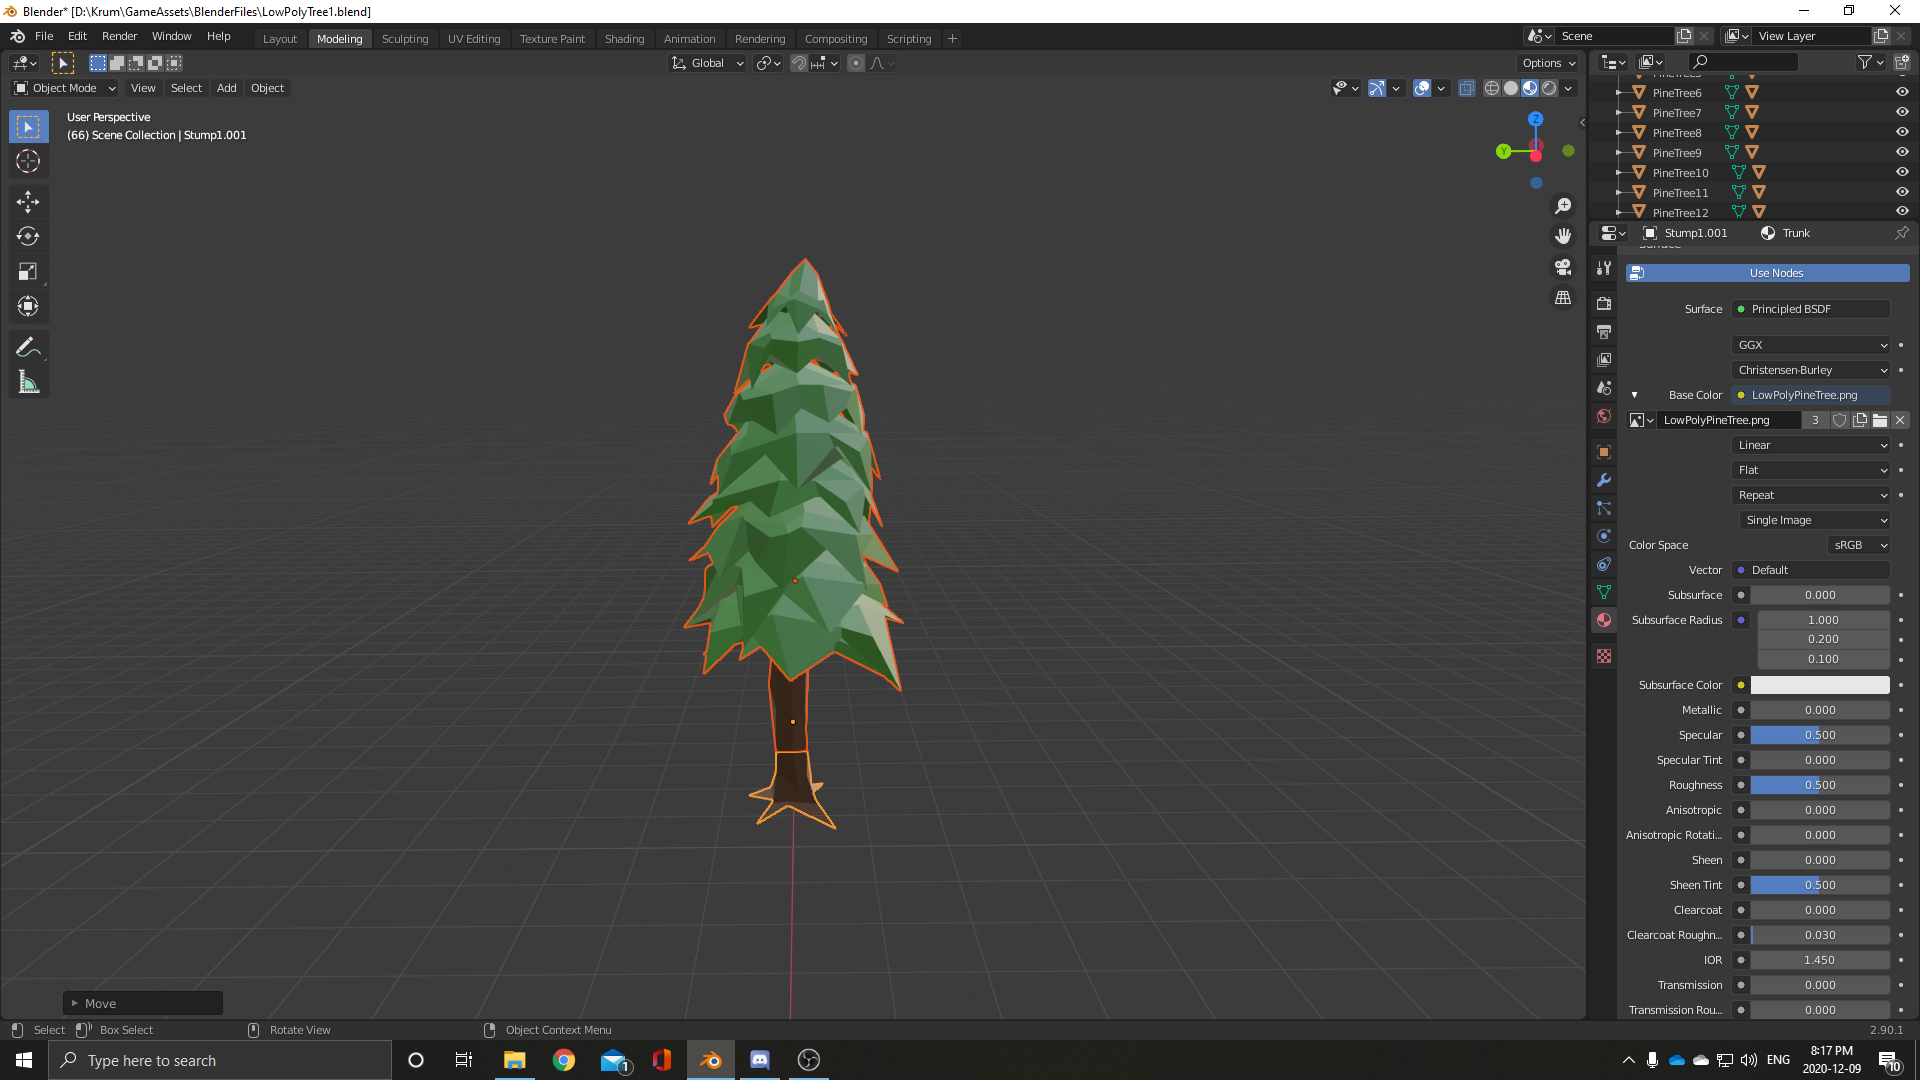 Blender* [D:\Krum\GameAssets\BlenderFiles\LowPolyTree1.blend]
File Edit Render Window Help
Layout Modeling Sculpting UV Editing Texture Paint Shading Animation Rendering Compositing Scripting
Scene
View Layer
Global
Options
Object Mode View Select Add Object
User Perspective
(66) Scene Collection | Stump1.001
Z
Y
PineTree6
PineTree7
PineTree8
PineTree9
PineTree10
PineTree11
PineTree12
Stump1.001 Trunk
Surface
Use Nodes
Surface Principled BSDF
GGX
Christensen-Burley
Base Color LowPolyPineTree.png
LowPolyPineTree.png 3
Linear
Flat
Repeat
Single Image
Color Space sRGB
Vector Default
Subsurface 0.000
Subsurface Radius 1.000
0.200
0.100
Subsurface Color
Metallic 0.000
Specular 0.500
Specular Tint 0.000
Roughness 0.500
Anisotropic 0.000
Anisotropic Rotati... 0.000
Sheen 0.000
Sheen Tint 0.500
Clearcoat 0.000
Clearcoat Roughn... 0.030
IOR 1.450
Transmission 0.000
Transmission Rou... 0.000
Move
Select Box Select Rotate View Object Context Menu
2.90.1
Type here to search
1
ENG
8:17 PM
2020-12-09
10